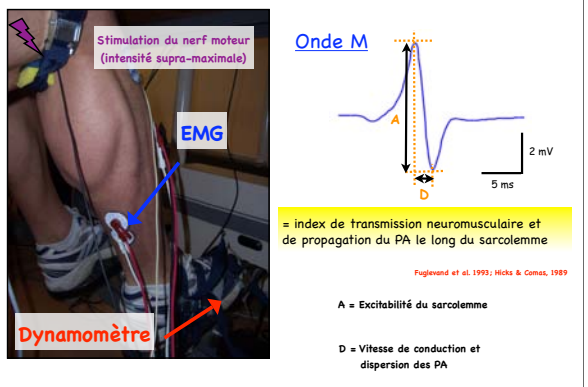 Stimulation du nerf moteur
(intensité supra-maximale)
EMG
Dynamomètre
Onde M
A
D
2 mV
5 ms
= index de transmission neuromusculaire et
de propagation du PA le long du sarcolemme
Fuglevand et al. 1993; Hicks & Comas, 1989
A = Excitabilité du sarcolemme
D = Vitesse de conduction et
dispersion des PA